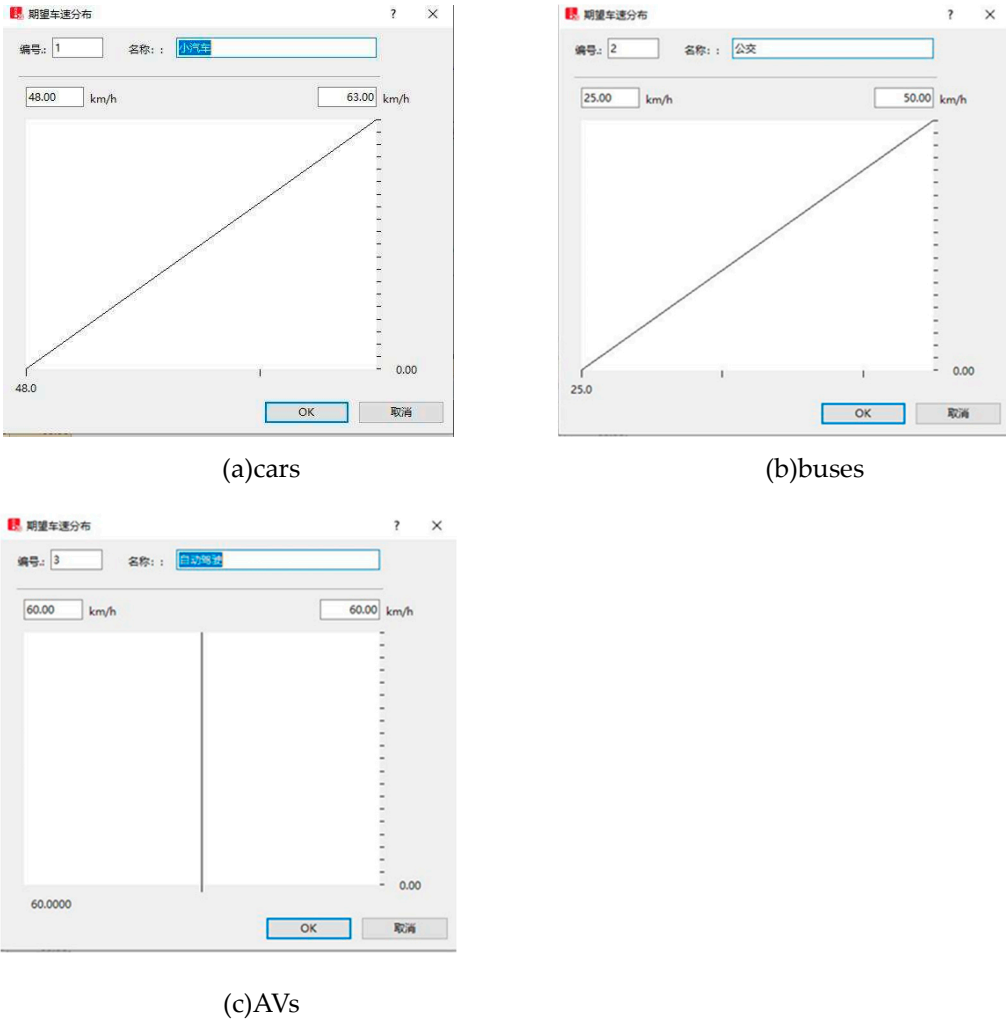 期望车速分布 ? ×
编号.: 1 名称: : 小汽车
48.00 km/h 63.00 km/h
0.00
48.0
OK 取消
(a)cars
期望车速分布 ? ×
编号.: 2 名称: : 公交
25.00 km/h 50.00 km/h
0.00
25.0
OK 取消
(b)buses
期望车速分布 ? ×
编号.: 3 名称: : 自动驾驶
60.00 km/h 60.00 km/h
0.00
60.0000
OK 取消
(c)AVs